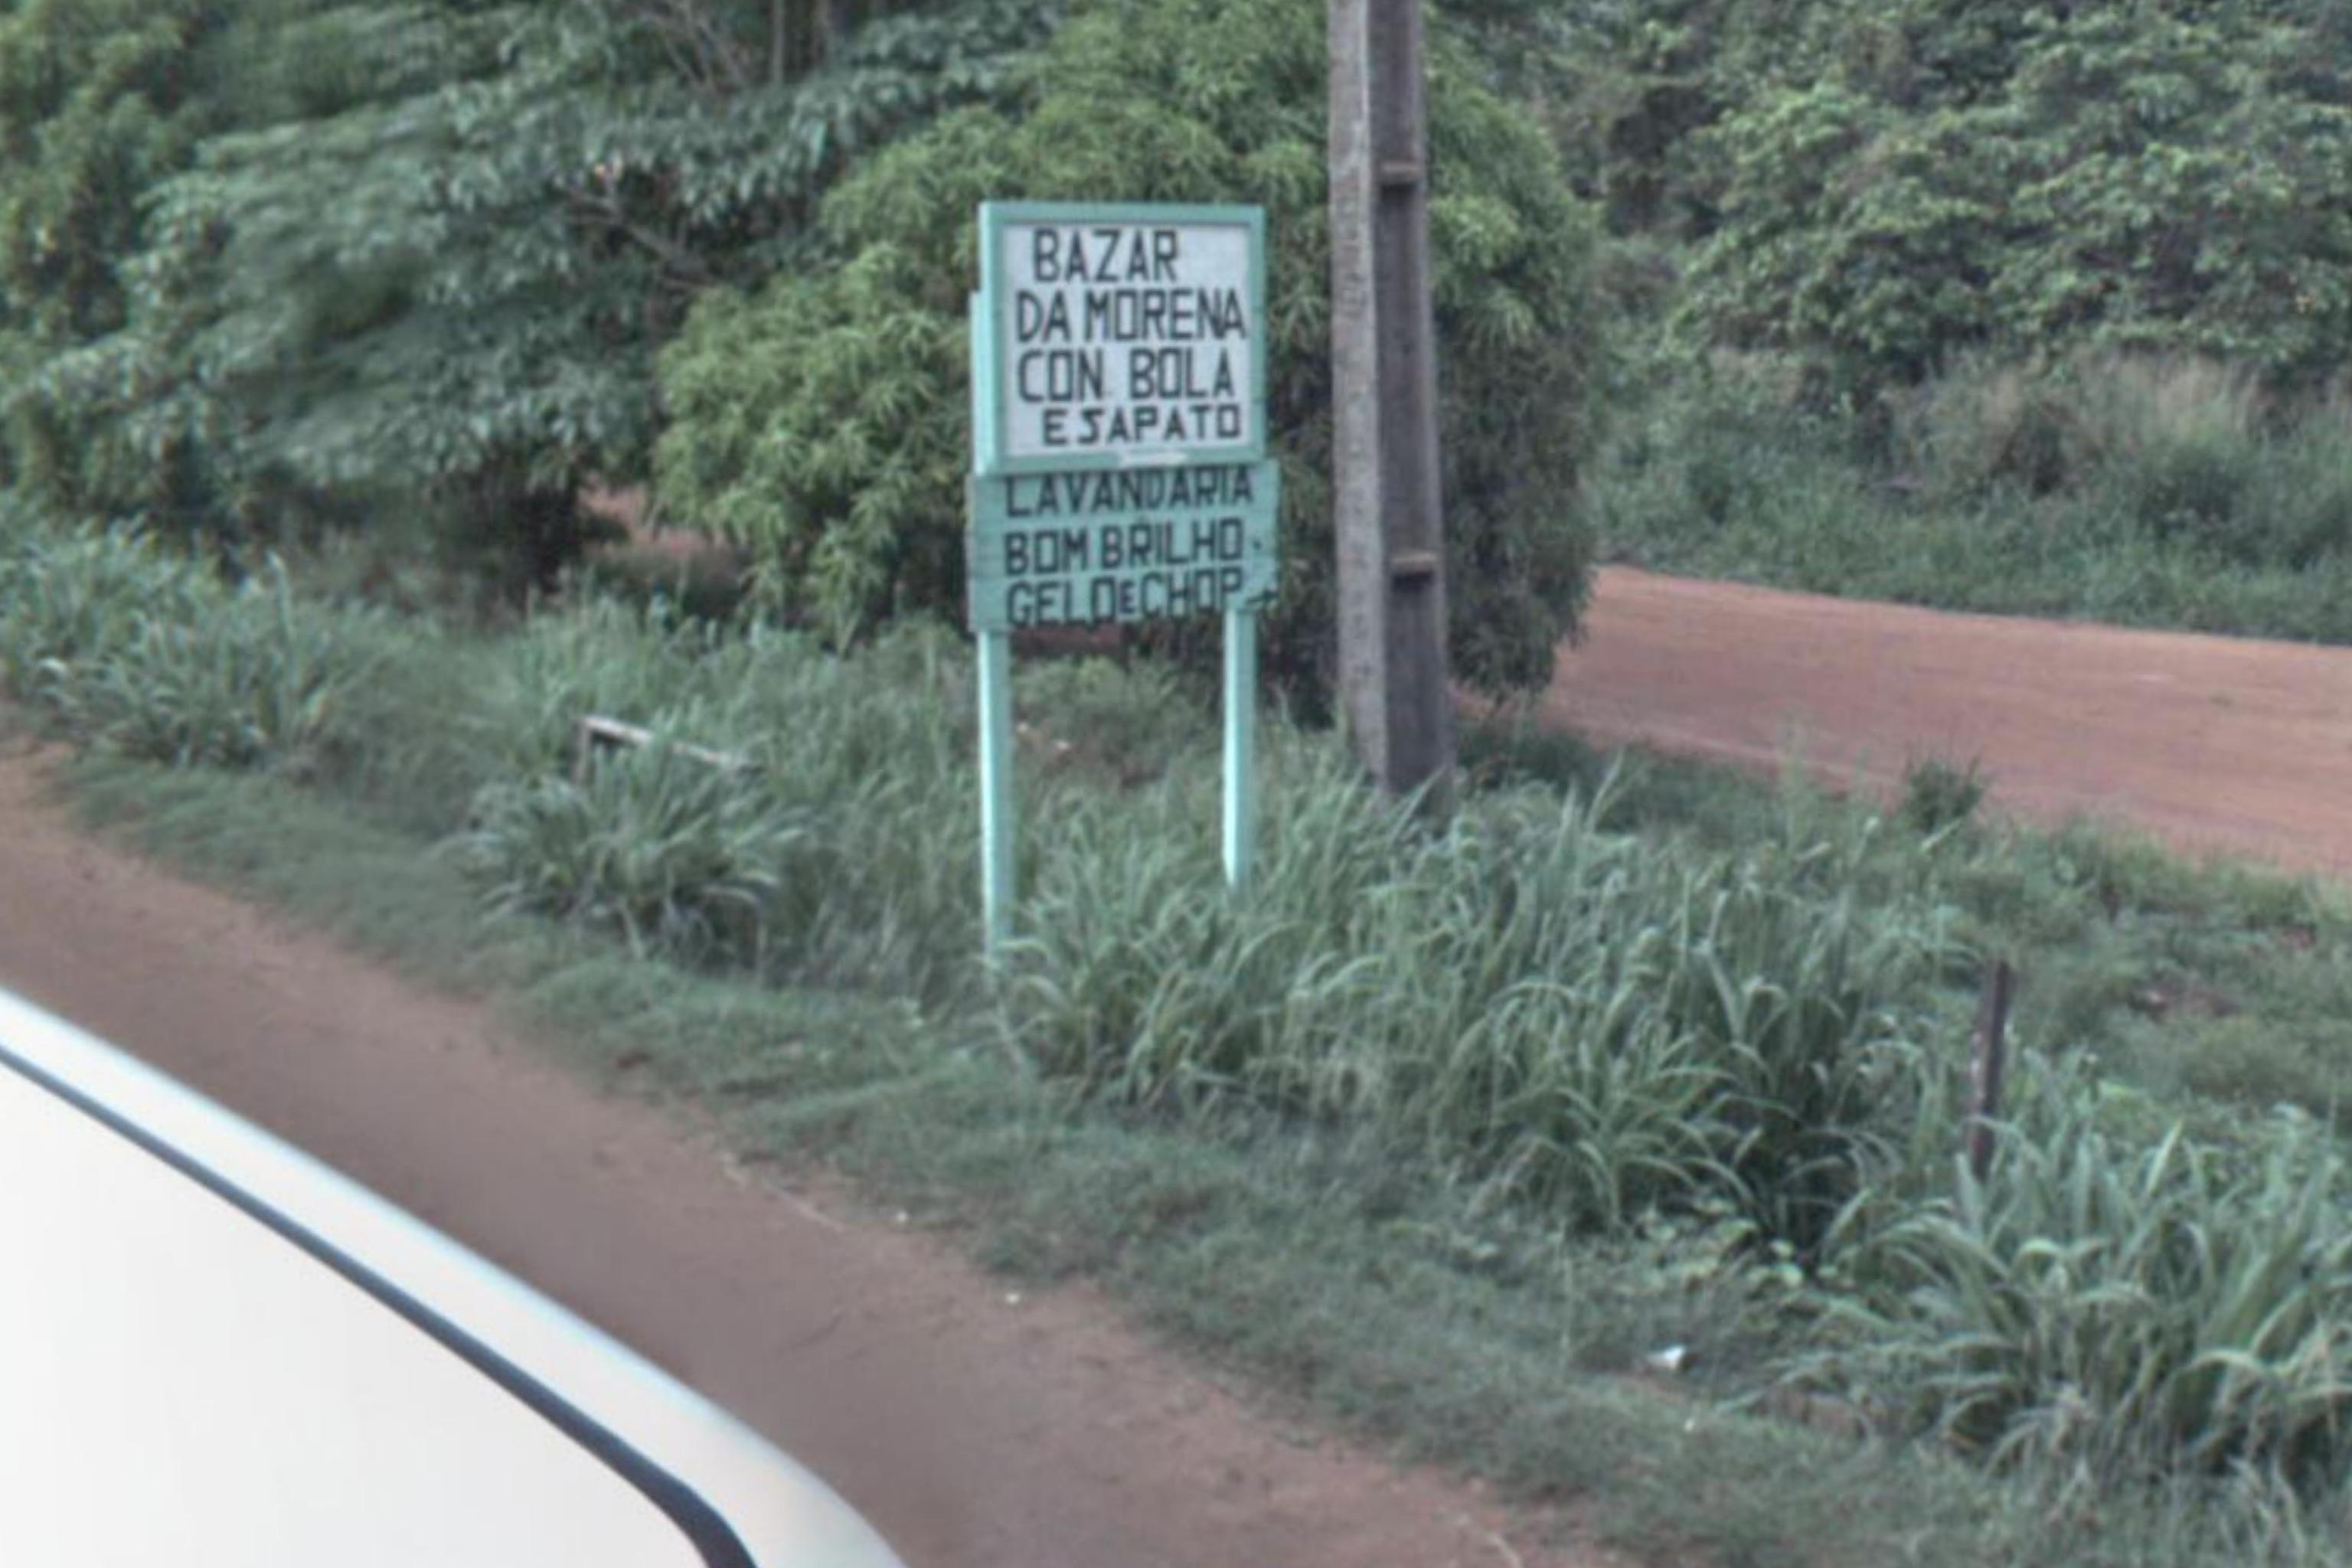 BAZAR
DA MORENA
CON BOLA
E SAPATO
LAVANDARIA
BOM BRILHO
GELO E CHOP